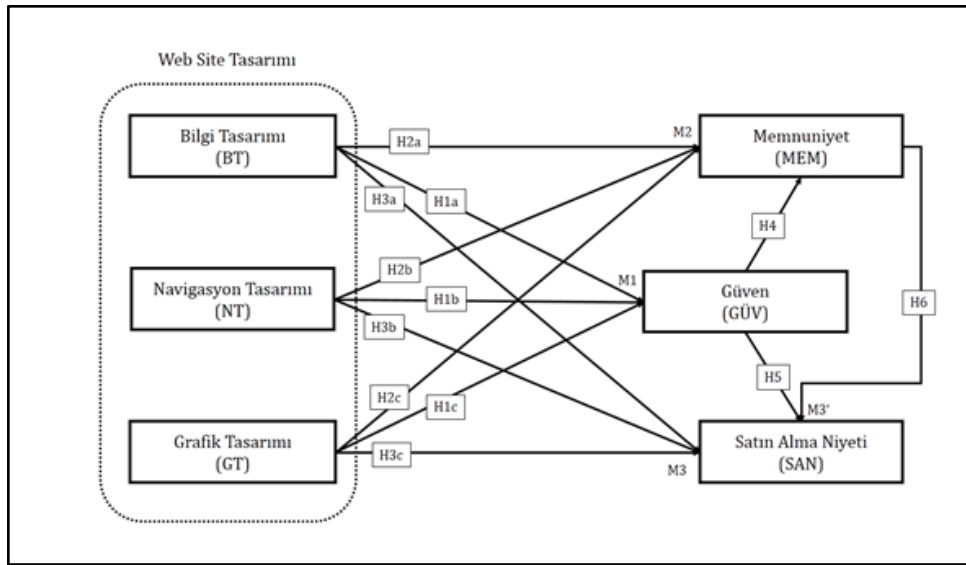 Web Site Tasarımı
Bilgi Tasarımı
(BT)
H2a
M2
Memnuniyet
(MEM)
H3a
H1a
H4
H2b
M1
Navigasyon Tasarımı
(NT)
H1b
Güven
(GÜV)
H6
H3b
H5
H2c
H1c
M3'
Grafik Tasarımı
(GT)
H3c
M3
Satın Alma Niyeti
(SAN)